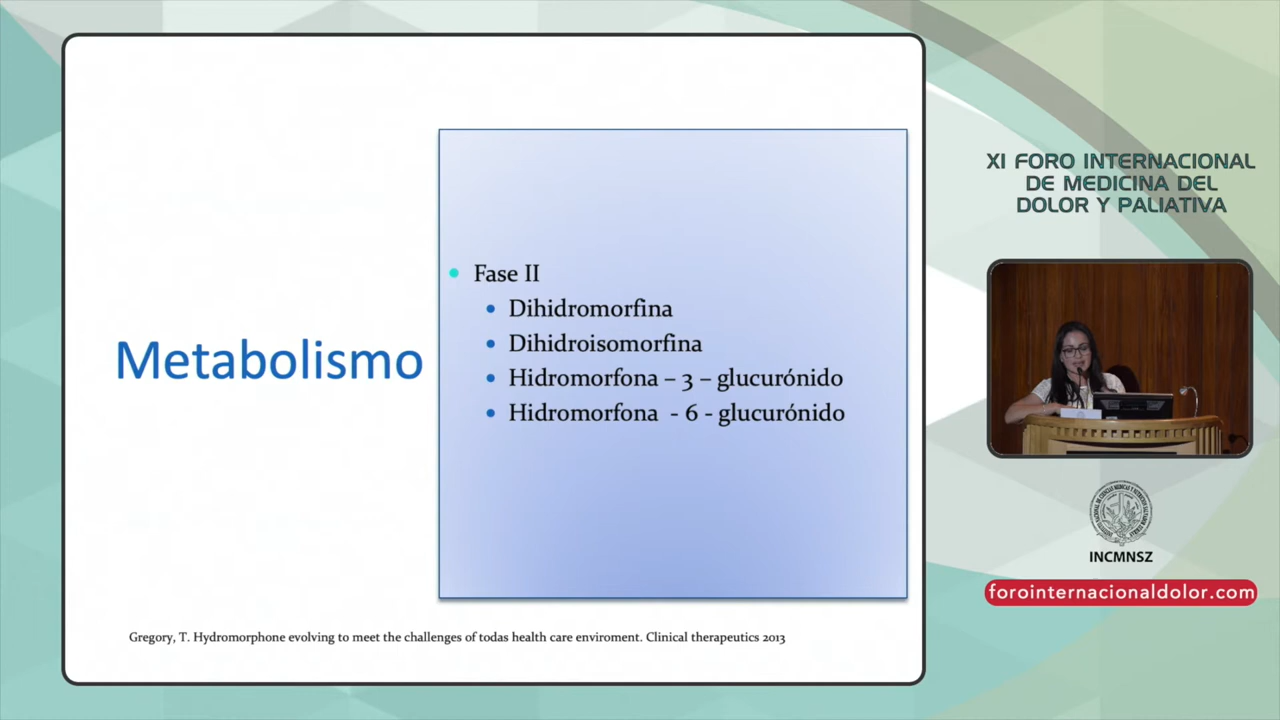 Metabolismo
Fase II
Dihidromorfina
Dihidroisomorfina
Hidromorfona – 3 – glucurónido
Hidromorfona - 6 - glucurónido
Gregory, T. Hydromorphone evolving to meet the challenges of todas health care enviroment. Clinical therapeutics 2013
XI FORO INTERNACIONAL
DE MEDICINA DEL
DOLOR Y PALIATIVA
INCMNSZ
forointernacionaldolor.com